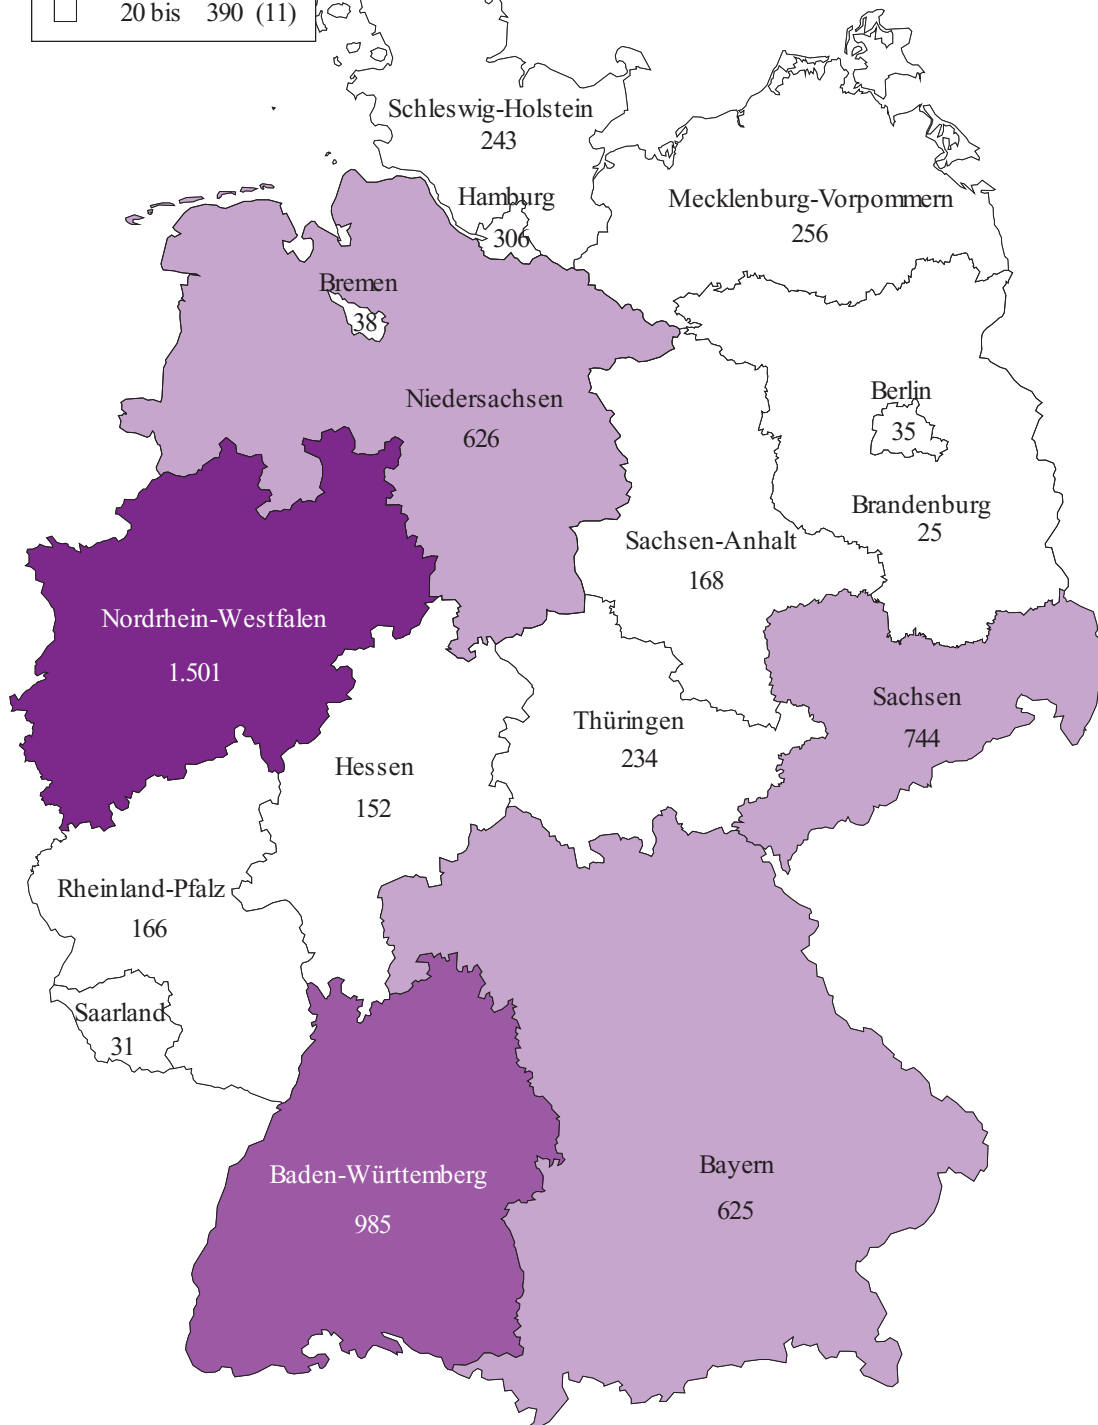 20 bis 390 (11)
Schleswig-Holstein
243
Hamburg
306
Mecklenburg-Vorpommern
256
Bremen
38
Niedersachsen
626
Berlin
35
Brandenburg
25
Sachsen-Anhalt
168
Nordrhein-Westfalen
1.501
Sachsen
744
Thüringen
234
Hessen
152
Rheinland-Pfalz
166
Saarland
31
Baden-Württemberg
985
Bayern
625